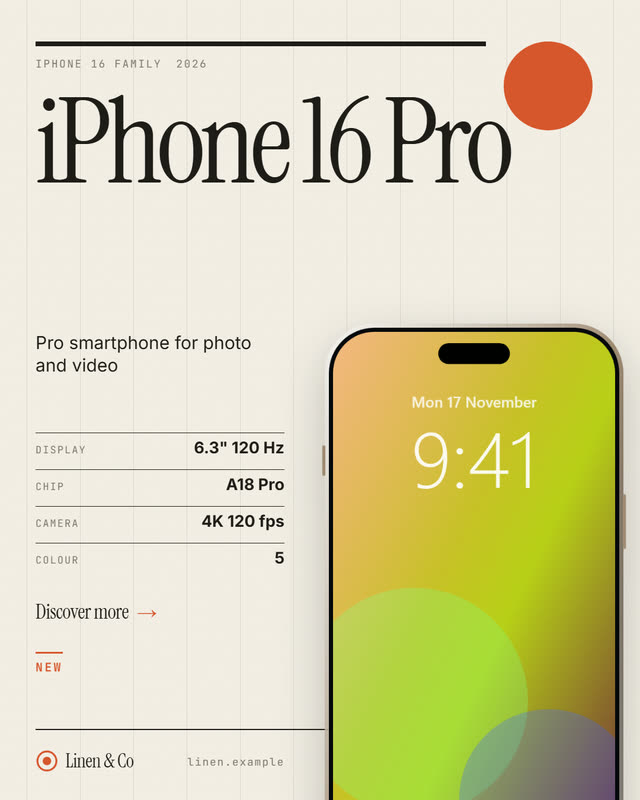 IPHONE 16 FAMILY 2026
iPhone 16 Pro
Pro smartphone for photo
and video
DISPLAY 6.3" 120 Hz
CHIP A18 Pro
CAMERA 4K 120 fps
COLOUR 5
Discover more →
NEW
Linen & Co linen.example
Mon 17 November
9:41